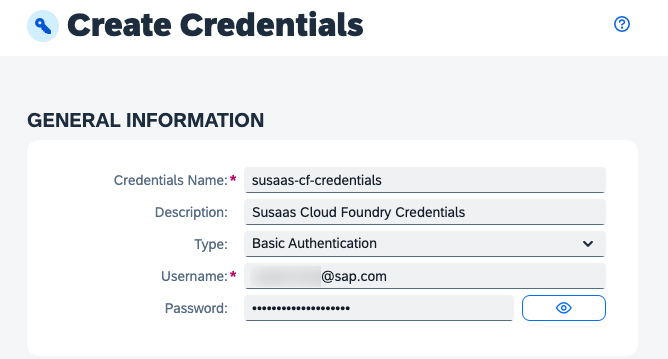 Create Credentials
GENERAL INFORMATION
Credentials Name:* susaas-cf-credentials
Description: Susaas Cloud Foundry Credentials
Type: Basic Authentication
Username:* @sap.com
Password: ••••••••••••••••••••